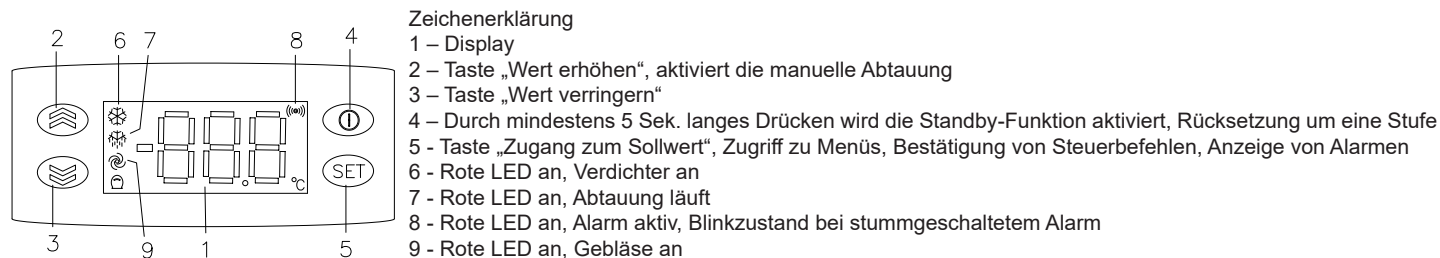 2 6 7 8 4
SET
°C
3 9 1 5
Zeichenerklärung
1 – Display
2 – Taste „Wert erhöhen“, aktiviert die manuelle Abtauung
3 – Taste „Wert verringern“
4 – Durch mindestens 5 Sek. langes Drücken wird die Standby-Funktion aktiviert, Rücksetzung um eine Stufe
5 - Taste „Zugang zum Sollwert“, Zugriff zu Menüs, Bestätigung von Steuerbefehlen, Anzeige von Alarmen
6 - Rote LED an, Verdichter an
7 - Rote LED an, Abtauung läuft
8 - Rote LED an, Alarm aktiv, Blinkzustand bei stummgeschaltetem Alarm
9 - Rote LED an, Gebläse an